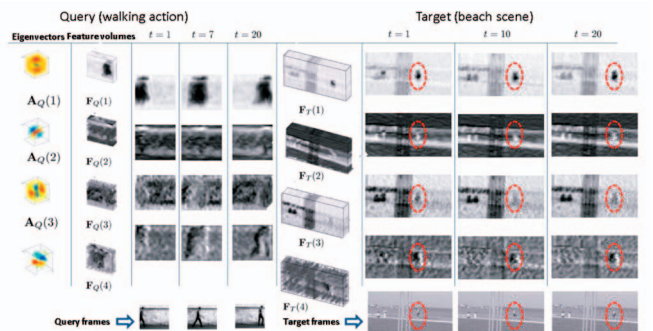 Query (walking action) Target (beach scene)
Eigenvectors Feature volumes t = 1 t = 7 t = 20 t = 1 t = 10 t = 20
A_Q(1) F_Q(1) F_T(1)
A_Q(2) F_Q(2) F_T(2)
A_Q(3) F_Q(3) F_T(3)
F_Q(4) F_T(4)
Query frames Target frames